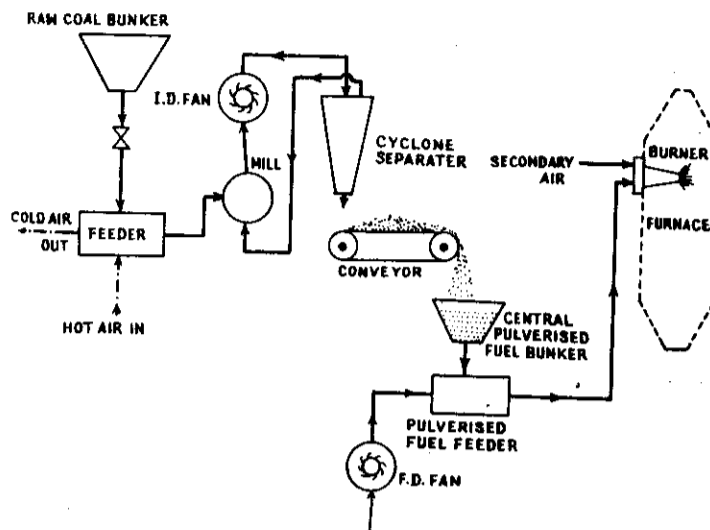 RAW COAL BUNKER
I.D. FAN
MILL
CYCLONE
SEPARATER
SECONDARY
AIR
BURNER
FURNACE
COLD AIR
OUT
FEEDER
HOT AIR IN
CONVEYOR
CENTRAL
PULVERISED
FUEL BUNKER
PULVERISED
FUEL FEEDER
F.D. FAN